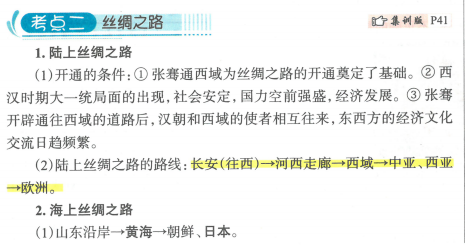 考点二 丝绸之路 集训版 P41
1. 陆上丝绸之路
(1)开通的条件:① 张骞通西域为丝绸之路的开通奠定了基础。② 西
汉时期大一统局面的出现,社会安定,国力空前强盛,经济发展。③ 张骞
开辟通往西域的道路后,汉朝和西域的使者相互往来,东西方的经济文化
交流日趋频繁。
(2)陆上丝绸之路的路线:长安(往西)→河西走廊→西域→中亚、西亚
→欧洲。
2. 海上丝绸之路
(1)山东沿岸→黄海→朝鲜、日本。